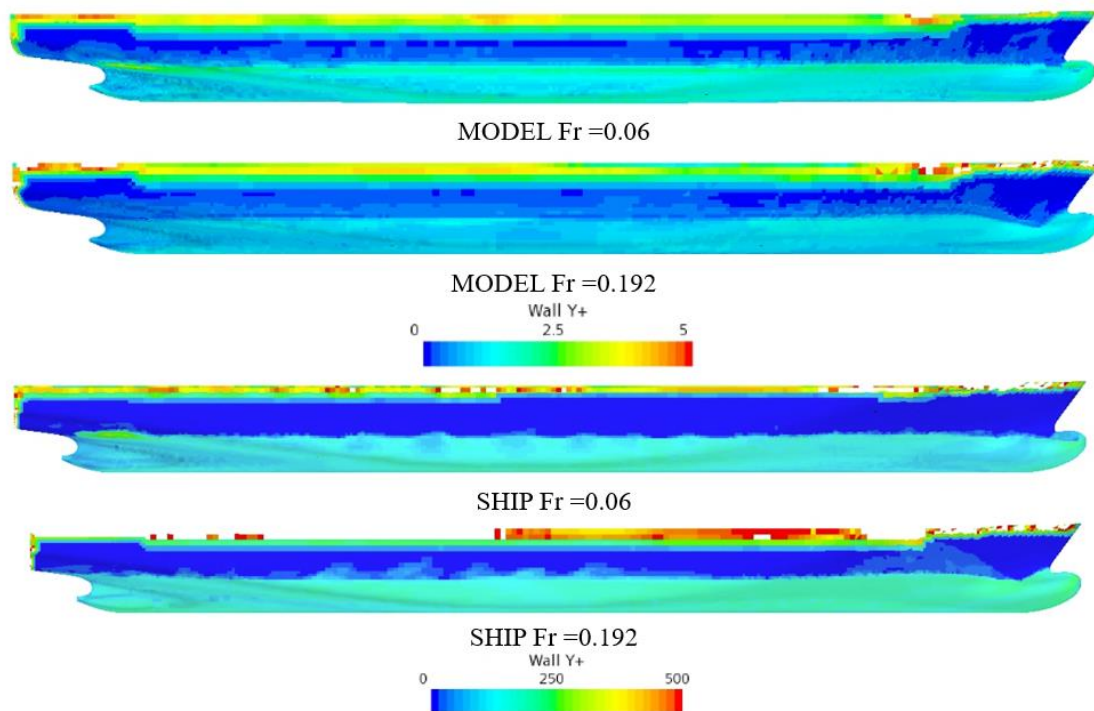 MODEL Fr =0.06
MODEL Fr =0.192
Wall Y+
0 2.5 5
SHIP Fr =0.06
SHIP Fr =0.192
Wall Y+
0 250 500